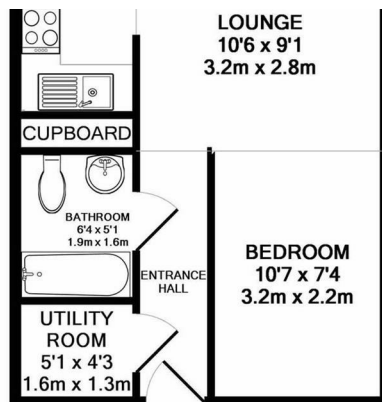 LOUNGE
10'6 x 9'1
3.2m x 2.8m
CUPBOARD
BATHROOM
6'4 x 5'1
1.9m x 1.6m
ENTRANCE
HALL
BEDROOM
10'7 x 7'4
3.2m x 2.2m
UTILITY
ROOM
5'1 x 4'3
1.6m x 1.3m